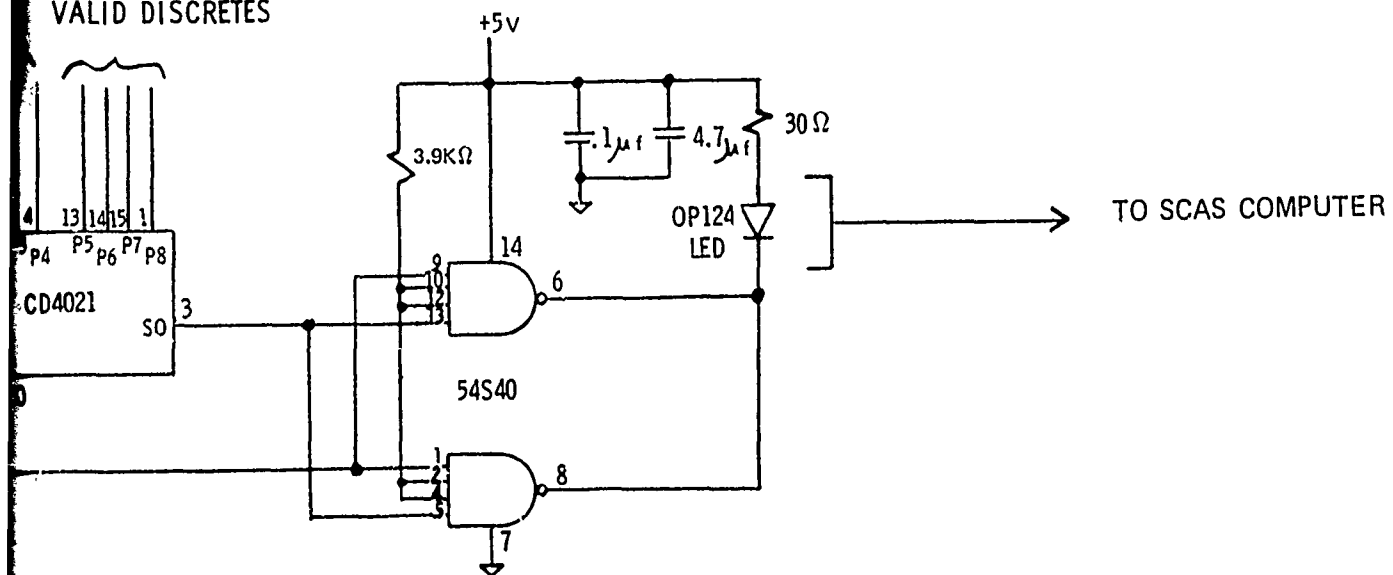 VALID DISCRETES
+5v
.1µf
4.7µf
30Ω
3.9KΩ
OP124
LED
TO SCAS COMPUTER
4
13
14
15
1
P4
P5
P6
P7
P8
CD4021
SO
3
14
9
10
12
13
6
54S40
1
2
4
5
8
7